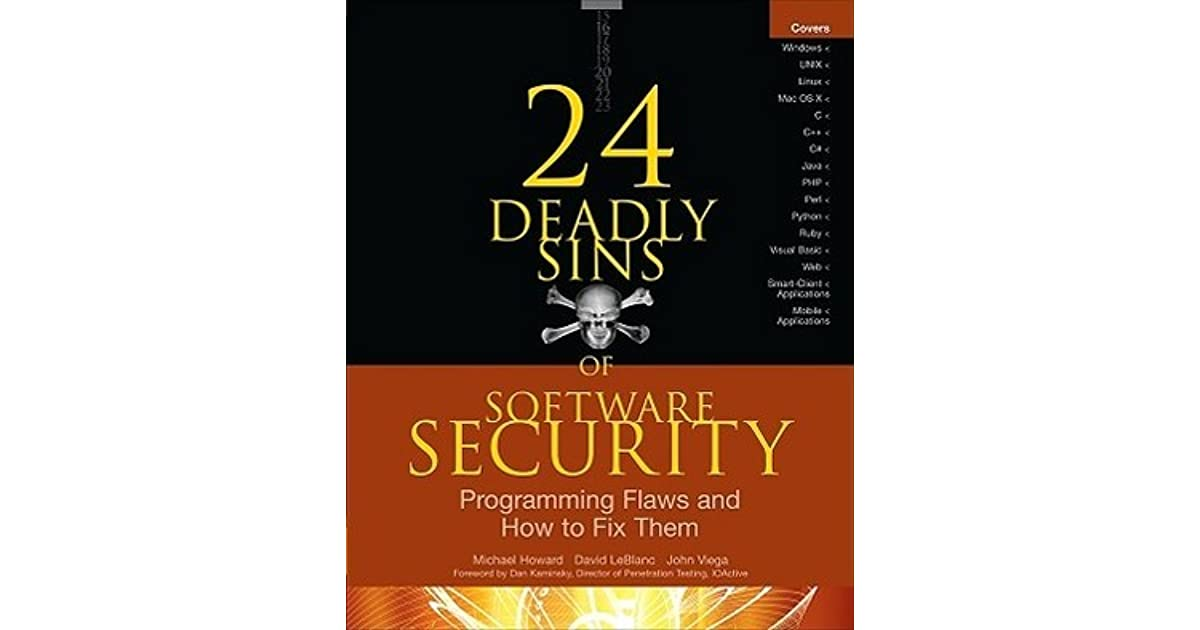 24
DEADLY
SINS
OF
SOFTWARE
SECURITY
Programming Flaws and
How to Fix Them
Michael Howard David LeBlanc John Viega
Foreword by Dan Kaminsky, Director of Penetration Testing, IOActive
Covers
Windows <
UNIX <
Linux <
Mac OS X <
C <
C++ <
C# <
Java <
PHP <
Perl <
Python <
Ruby <
Visual Basic <
Web <
Smart-Client <
Applications
Mobile <
Applications